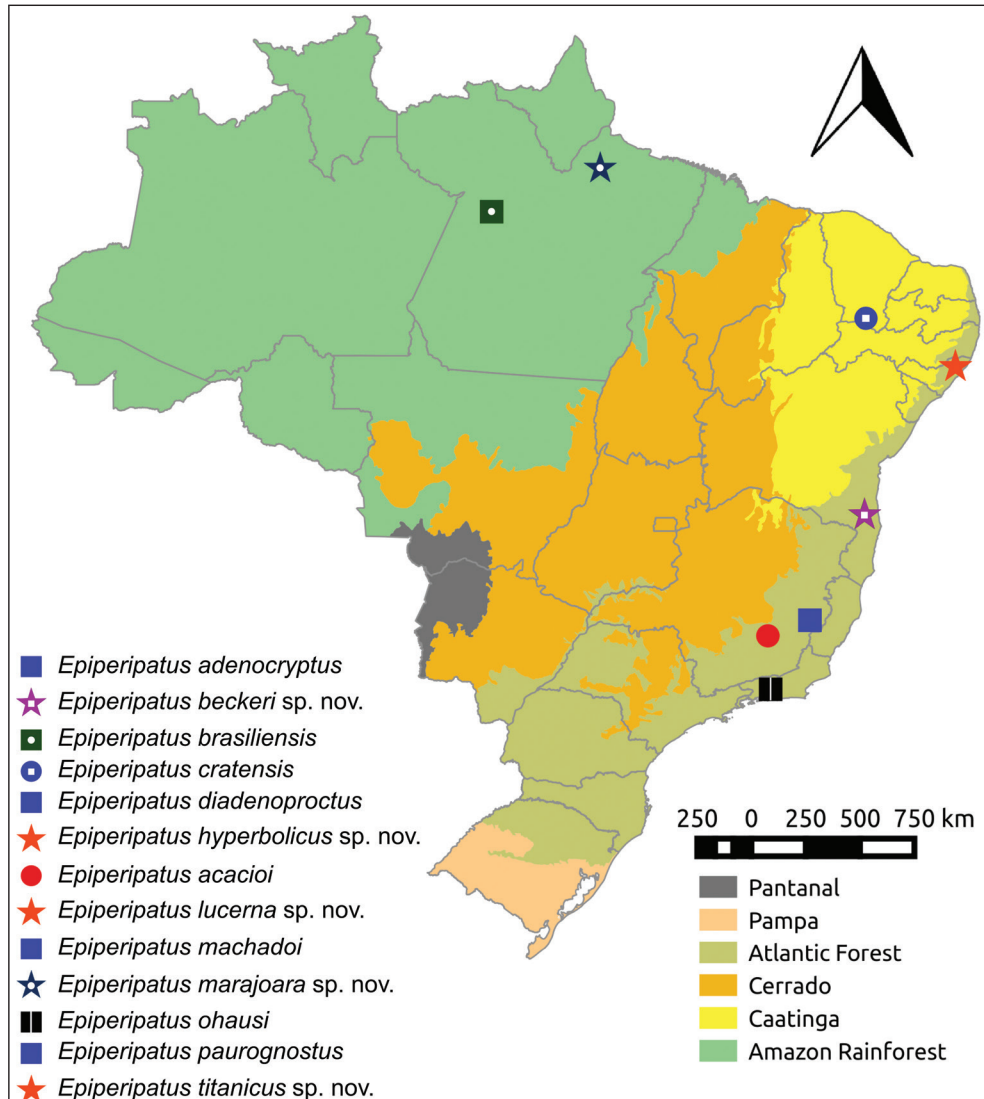 Epiperipatus adenocryptus
Epiperipatus beckeri sp. nov.
Epiperipatus brasiliensis
Epiperipatus cratensis
Epiperipatus diadenoproctus
Epiperipatus hyperbolicus sp. nov.
Epiperipatus acacioi
Epiperipatus lucerna sp. nov.
Epiperipatus machadoi
Epiperipatus marajoara sp. nov.
Epiperipatus ohausi
Epiperipatus paurognostus
Epiperipatus titanicus sp. nov.
250 0 250 500 750 km
Pantanal
Pampa
Atlantic Forest
Cerrado
Caatinga
Amazon Rainforest